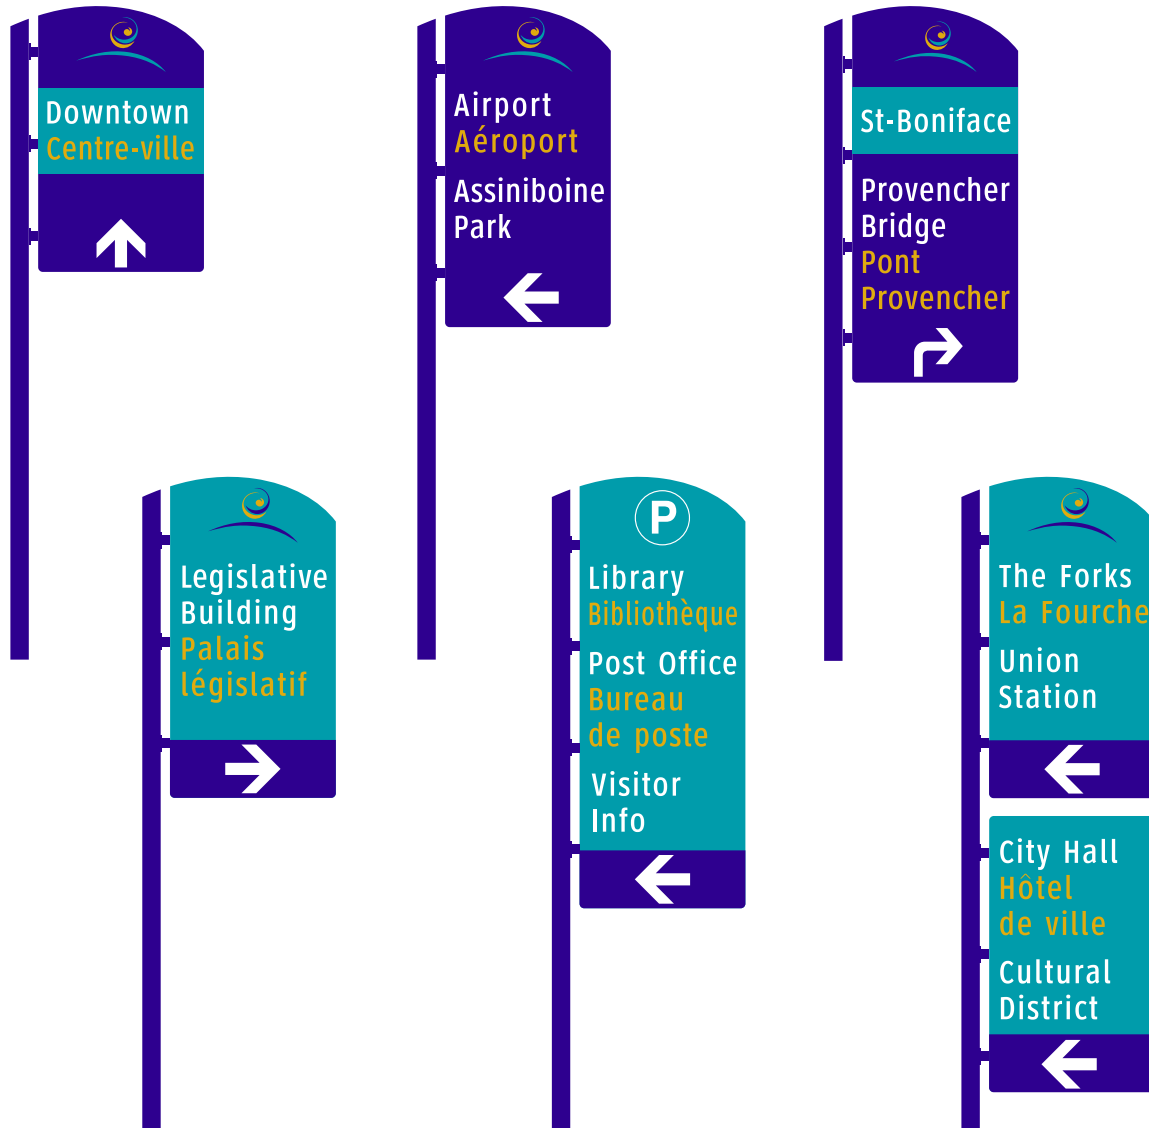 Downtown
Centre-ville
Airport
Aéroport
Assiniboine
Park
St-Boniface
Provencher
Bridge
Pont
Provencher
Legislative
Building
Palais
législatif
P
Library
Bibliothèque
Post Office
Bureau
de poste
Visitor
Info
The Forks
La Fourche
Union
Station
City Hall
Hôtel
de ville
Cultural
District